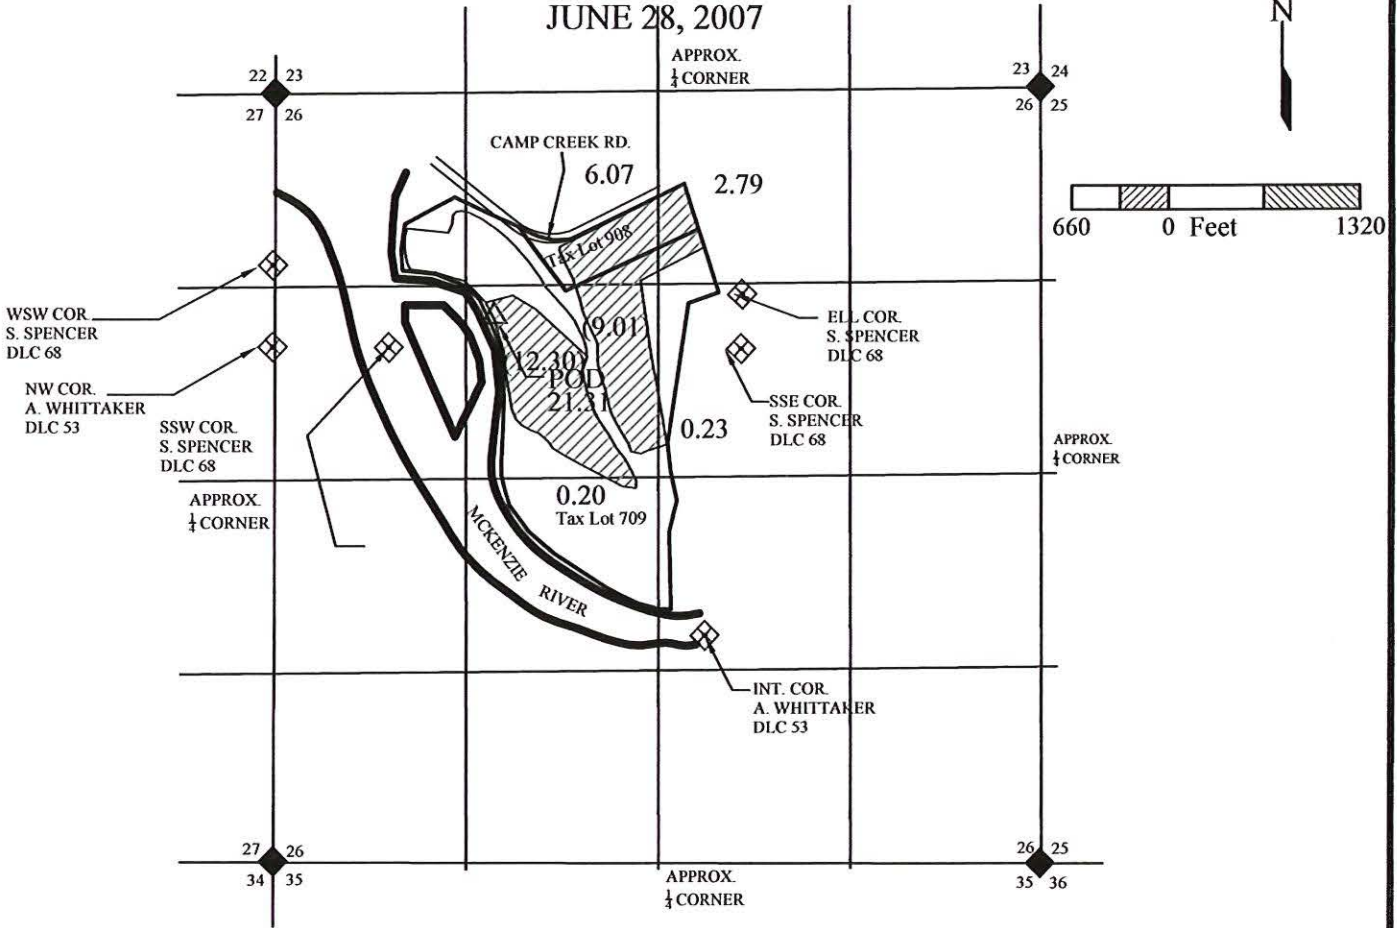 JUNE 28, 2007
N
APPROX.
1/4 CORNER
22 23
27 26
23 24
26 25
CAMP CREEK RD.
6.07
2.79
660 0 Feet 1320
Tax Lot 908
WSW COR.
S. SPENCER
DLC 68
ELL COR.
S. SPENCER
DLC 68
(9.01)
(12.30)
POD
21.31
NW COR.
A. WHITTAKER
DLC 53
SSW COR.
S. SPENCER
DLC 68
SSE COR.
S. SPENCER
DLC 68
0.23
APPROX.
1/4 CORNER
APPROX.
1/4 CORNER
0.20
Tax Lot 709
MCKENZIE RIVER
INT. COR.
A. WHITTAKER
DLC 53
27 26
34 35
26 25
35 36
APPROX.
1/4 CORNER